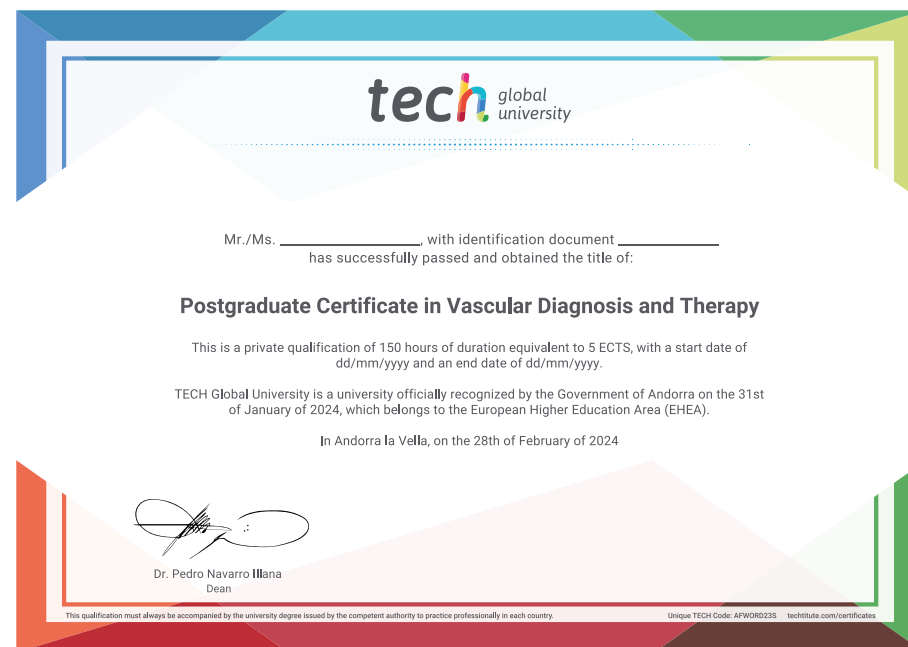 tech global university
Mr./Ms. ____________________, with identification document ______________
has successfully passed and obtained the title of:
Postgraduate Certificate in Vascular Diagnosis and Therapy
This is a private qualification of 150 hours of duration equivalent to 5 ECTS, with a start date of
dd/mm/yyyy and an end date of dd/mm/yyyy.
TECH Global University is a university officially recognized by the Government of Andorra on the 31st
of January of 2024, which belongs to the European Higher Education Area (EHEA).
In Andorra la Vella, on the 28th of February of 2024
Dr. Pedro Navarro Illana
Dean
This qualification must always be accompanied by the university degree issued by the competent authority to practice professionally in each country. Unique TECH Code: AFWORD23S techtitute.com/certificates